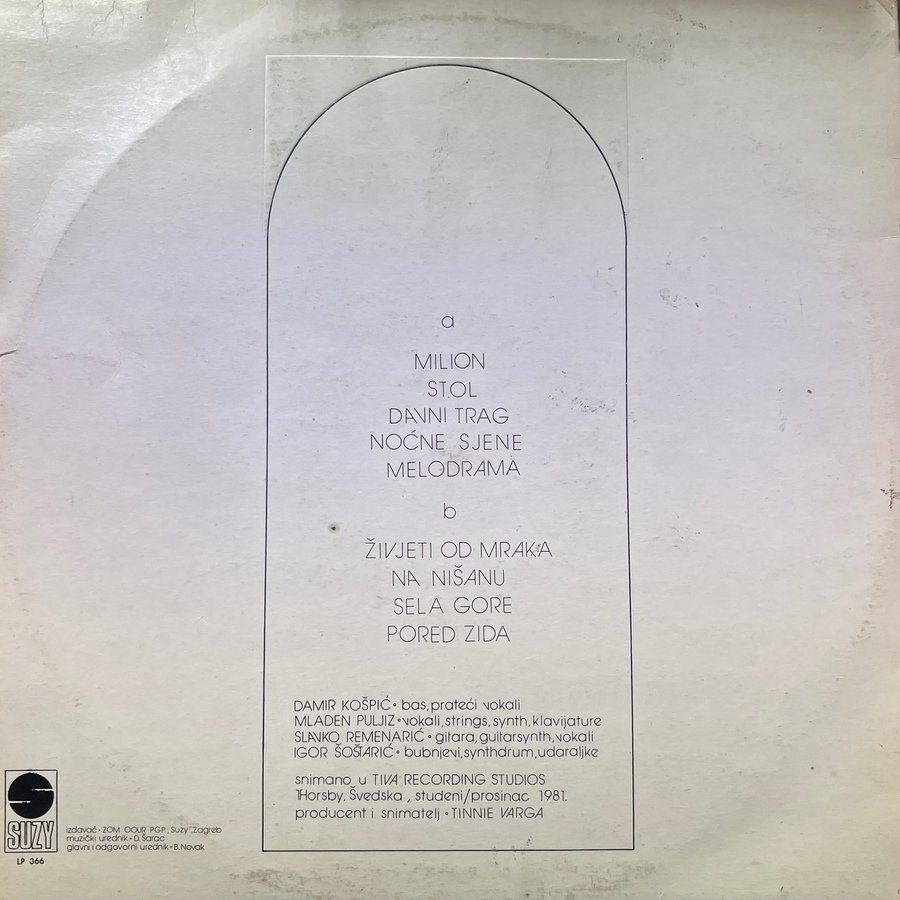 a
MILION
STOL
DAVNI TRAG
NOĆNE SJENE
MELODRAMA
b
ŽIVJETI OD MRAKA
NA NIŠANU
SELA GORE
PORED ZIDA
DAMIR KOŠPIĆ • bas, prateći vokali
MLADEN PULJIZ • vokali, strings, synth, klavijature
SLAVKO REMENARIĆ • gitara, guitarsynth, vokali
IGOR ŠOŠTARIĆ • bubnjevi, synthdrum, udaraljke
snimano u TIVA RECORDING STUDIOS
THorsby, Švedska , studeni/prosinac 1981.
producent i snimatelj • TINNIE VARGA
SUZY
LP 366
izdavač • ZOM OOUR PGP „Suzy” Zagreb
muzički urednik • D. Šarac
glavni i odgovorni urednik • B. Novak